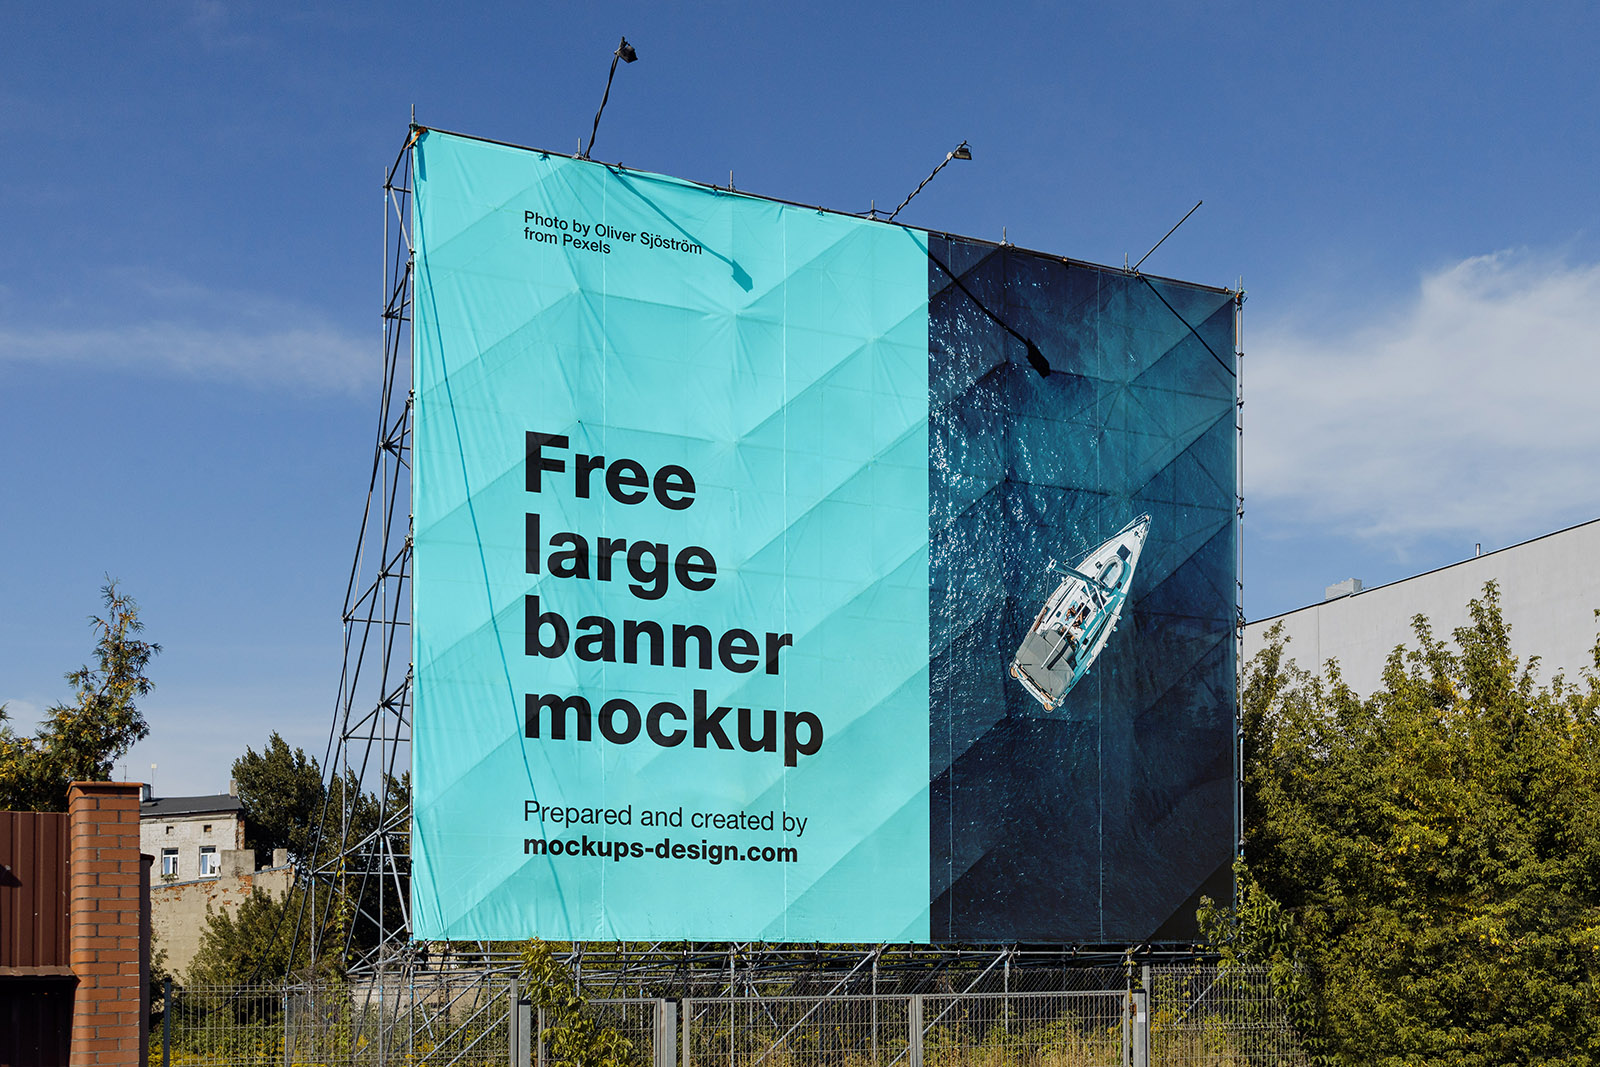 Photo by Oliver Sjöström
from Pexels
Free
large
banner
mockup
Prepared and created by
mockups-design.com